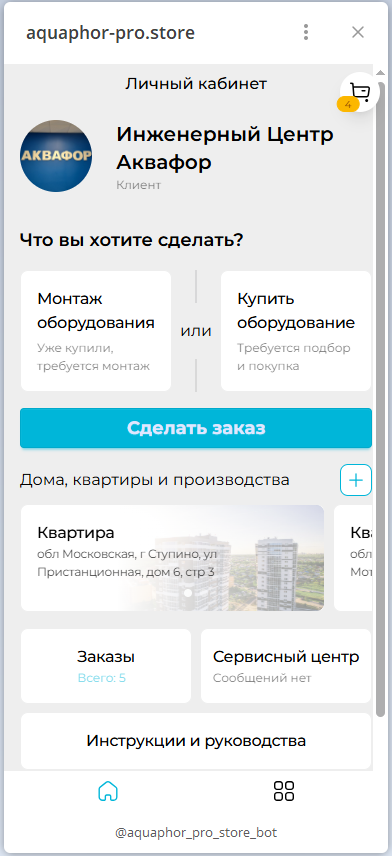 aquaphor-pro.store
Личный кабинет
4
АКВАФОР
Инженерный Центр
Аквафор
Клиент
Что вы хотите сделать?
Монтаж
оборудования
Уже купили,
требуется монтаж
или
Купить
оборудование
Требуется подбор
и покупка
Сделать заказ
Дома, квартиры и производства
Квартира
обл Московская, г Ступино, ул
Пристанционная, дом 6, стр 3
Ква
обл
Мот
Заказы
Всего: 5
Сервисный центр
Сообщений нет
Инструкции и руководства
@aquaphor_pro_store_bot